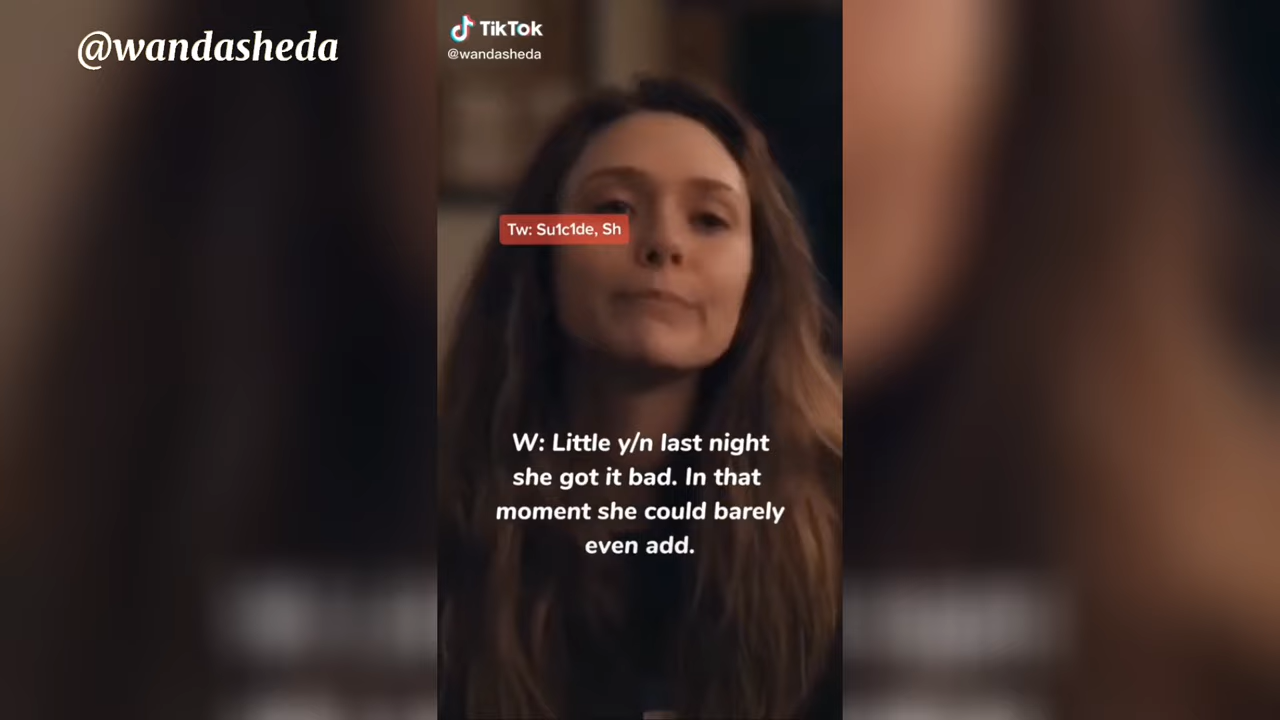 @wandasheda
TikTok
@wandasheda
Tw: Su1c1de, Sh
W: Little y/n last night
she got it bad. In that
moment she could barely
even add.